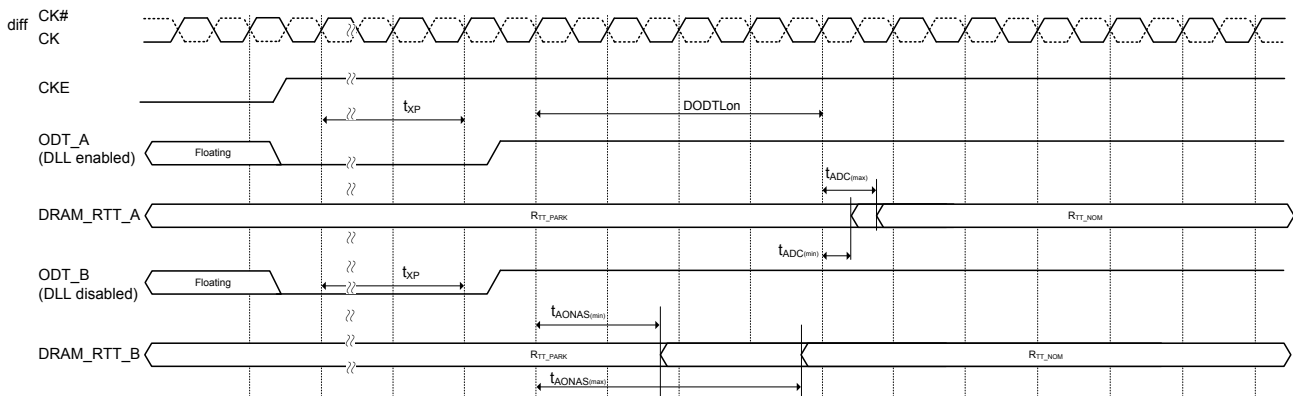 diff CK#
CK
CKE
tXP
DODTLon
ODT_A
(DLL enabled)
Floating
tADC(max)
DRAM_RTT_A
RTT_PARK
RTT_NOM
tADC(min)
ODT_B
(DLL disabled)
Floating
tXP
tAONAS(min)
DRAM_RTT_B
RTT_PARK
RTT_NOM
tAONAS(max)